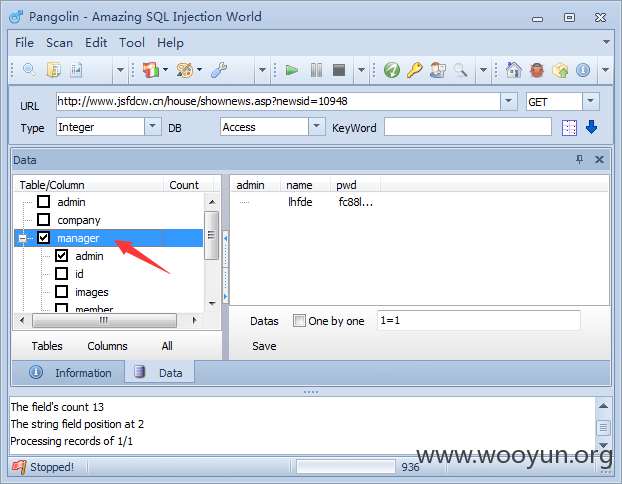 Pangolin - Amazing SQL Injection World
File Scan Edit Tool Help
URL http://www.jsfdcw.cn/house/shownews.asp?newsid=10948 GET
Type Integer DB Access KeyWord
Data
Table/Column Count
admin
company
manager
admin
id
images
member
admin name pwd
lhfde fc88l...
Datas One by one 1=1
Tables Columns All Save
Information Data
The field's count 13
The string field position at 2
Processing records of 1/1
www.wooyun.org
Stopped! 936